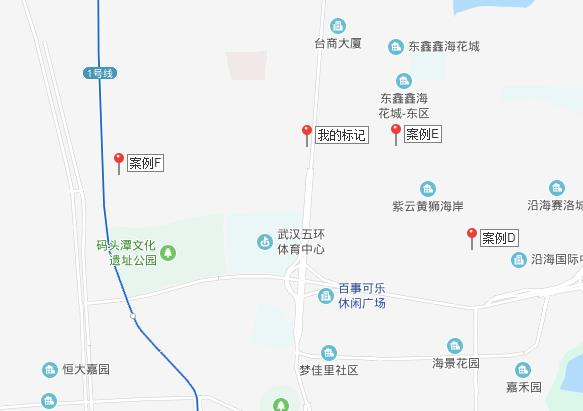 台商大厦
东鑫鑫海花城
1号线
东鑫鑫海
花城-东区
我的标记
案例E
案例F
紫云黄狮海岸
沿海赛洛城
武汉五环
体育中心
案例D
码头潭文化
遗址公园
沿海国际中
百事可乐
休闲广场
梦佳里社区
海景花园
恒大嘉园
嘉禾园